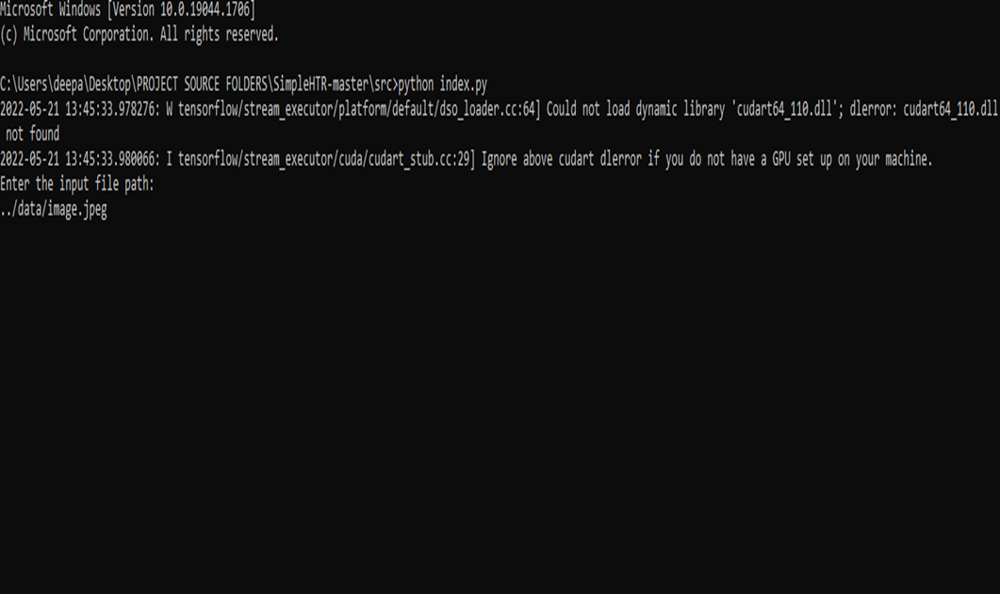 Microsoft Windows [Version 10.0.19044.1706]
(c) Microsoft Corporation. All rights reserved.
C:\Users\deepa\Desktop\PROJECT SOURCE FOLDERS\SimpleHTR-master\src>python index.py
2022-05-21 13:45:33.978276: W tensorflow/stream_executor/platform/default/dso_loader.cc:64] Could not load dynamic library 'cudart64_110.dll'; dlerror: cudart64_110.dll
not found
2022-05-21 13:45:33.980066: I tensorflow/stream_executor/cuda/cudart_stub.cc:29] Ignore above cudart dlerror if you do not have a GPU set up on your machine.
Enter the input file path:
../data/image.jpeg